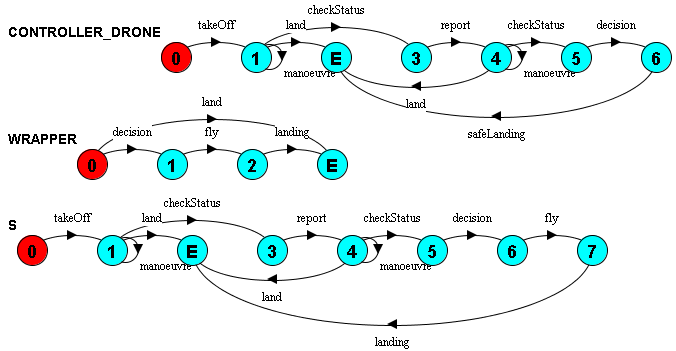 CONTROLLER_DRONE
takeOff land checkStatus report checkStatus decision
0 1 E 3 4 5 6
manoeuvre manoeuvre
land
safeLanding
WRAPPER
land
decision fly landing
0 1 2 E
S
takeOff land checkStatus report checkStatus decision fly
0 1 E 3 4 5 6 7
manoeuvre manoeuvre
land
landing